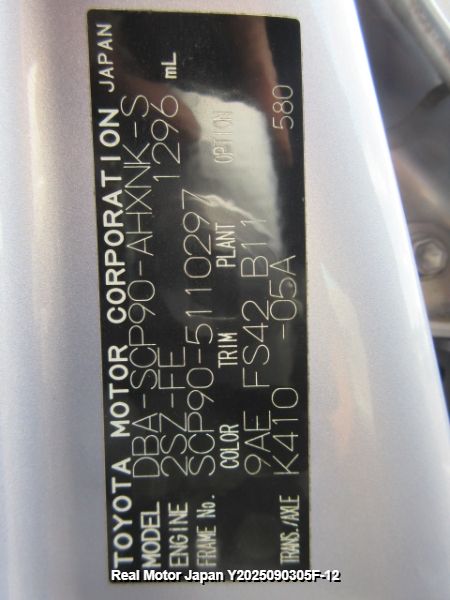 TOYOTA MOTOR CORPORATION JAPAN
MODEL DBA-SCP90-AHXNK-S
ENGINE 2SZ-FE 1296 mL
FRAME No. SCP90-5110297
COLOR TRIM PLANT OPTION
9AE FS42 B11 580
TRANS./AXLE K410 -05A
Real Motor Japan Y2025090305F-12